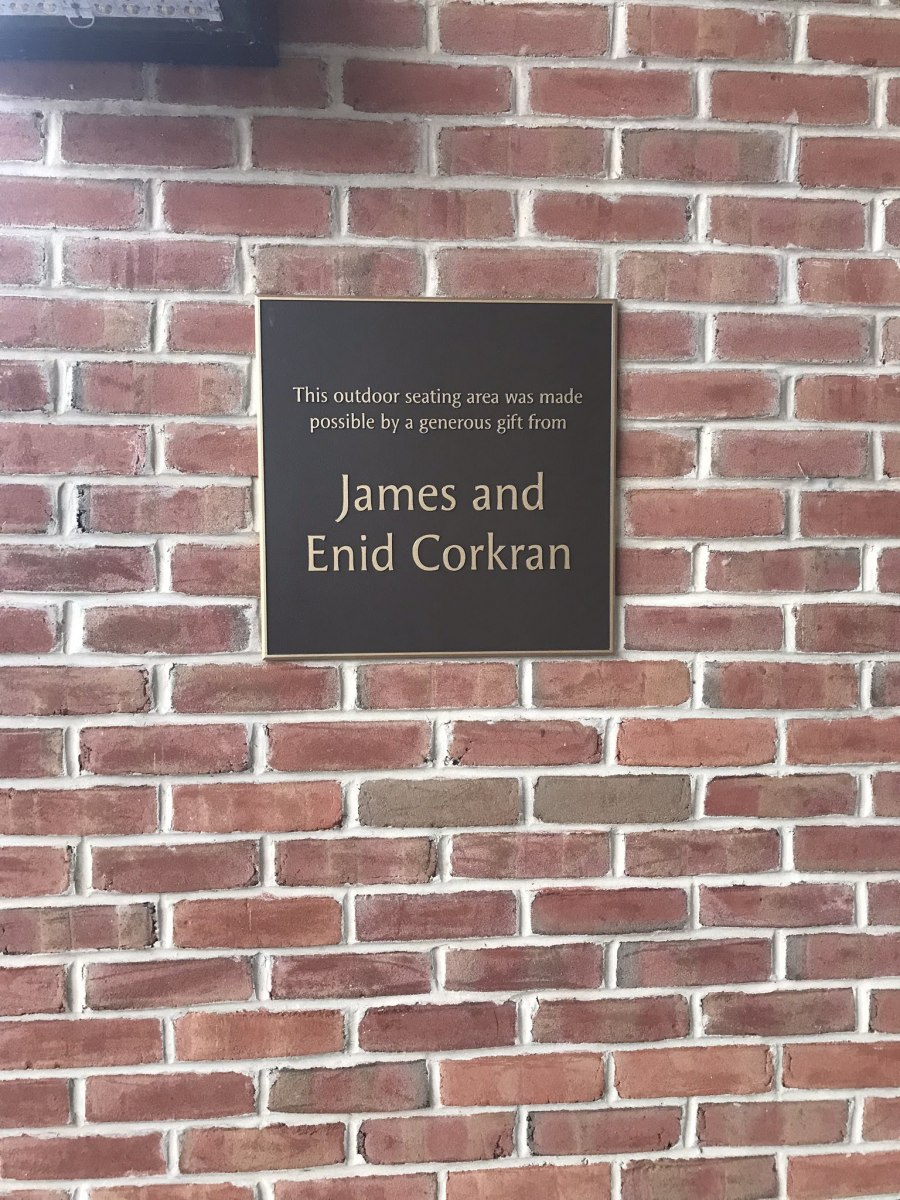 This outdoor seating area was made
possible by a generous gift from
James and
Enid Corkran